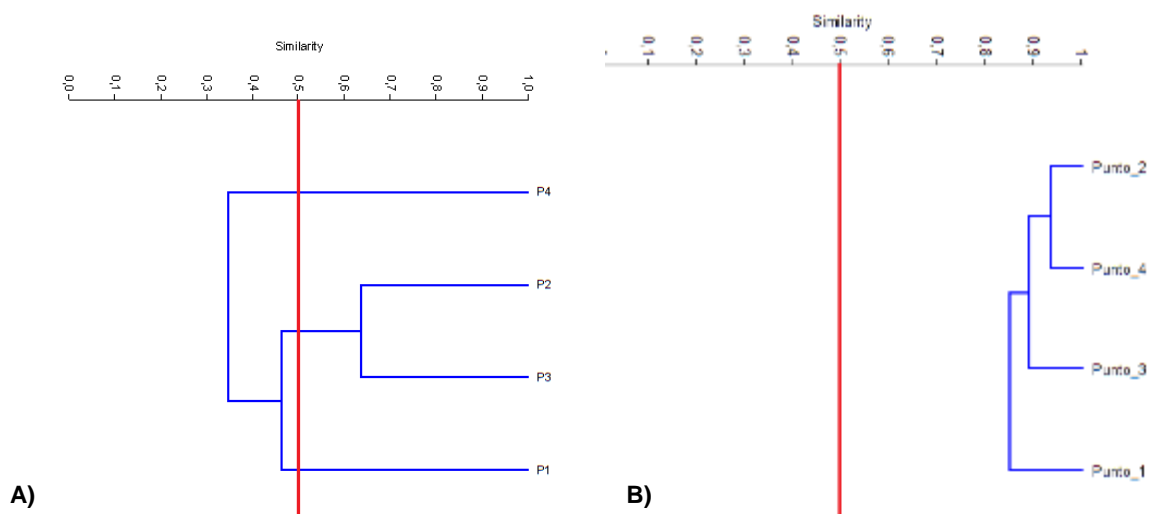 Similarity
0,0 0,1 0,2 0,3 0,4 0,5 0,6 0,7 0,8 0,9 1,0
P4
P2
P3
P1
A)
Similarity
0,1 0,2 0,3 0,4 0,5 0,6 0,7 0,8 0,9 1
Punto_2
Punto_4
Punto_3
Punto_1
B)